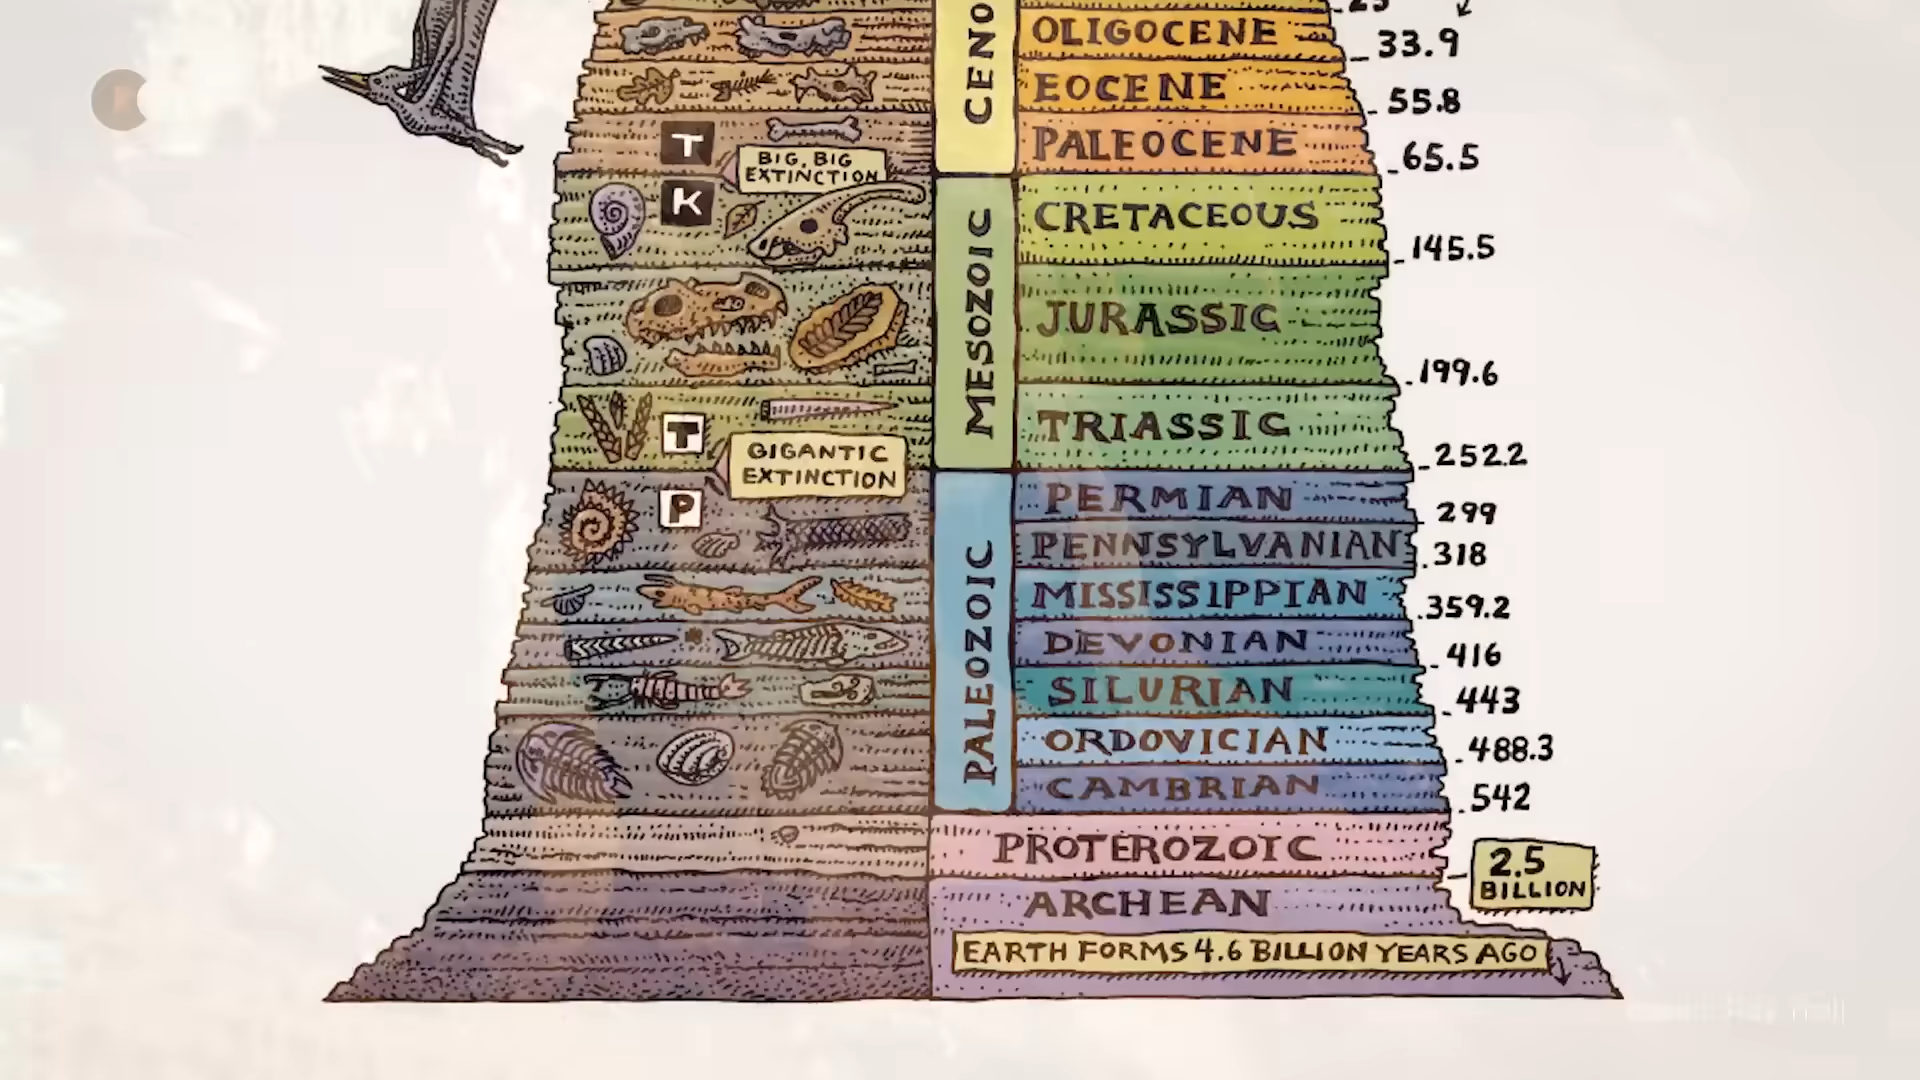 CENO
OLIGOCENE
33.9
EOCENE
55.8
T
PALEOCENE
65.5
BIG, BIG
EXTINCTION
K
MESOZOIC
CRETACEOUS
145.5
JURASSIC
199.6
T
TRIASSIC
252.2
GIGANTIC
EXTINCTION
P
PALEOZOIC
PERMIAN
299
PENNSYLVANIAN
318
MISSISSIPPIAN
359.2
DEVONIAN
416
SILURIAN
443
ORDOVICIAN
488.3
CAMBRIAN
542
PROTEROZOIC
2.5
BILLION
ARCHEAN
EARTH FORMS 4.6 BILLION YEARS AGO